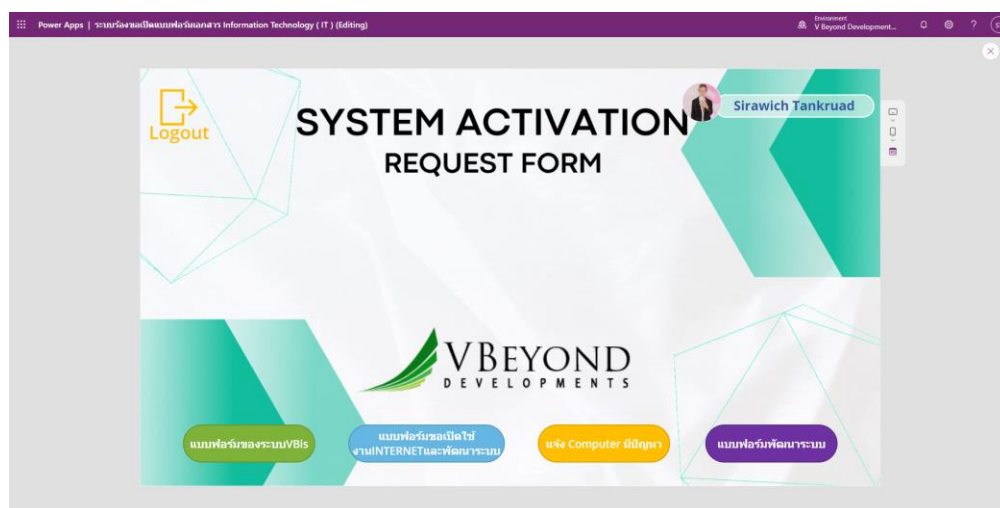 Power Apps | ระบบร้องขอเปิดแบบฟอร์มเอกสาร Information Technology ( IT ) (Editing)
Environment
V Beyond Development...
?
Logout
SYSTEM ACTIVATION
REQUEST FORM
Sirawich Tankruad
VBEYOND
DEVELOPMENTS
แบบฟอร์มของระบบVBis
แบบฟอร์มขอเปิดใช้
งานINTERNETและพัฒนาระบบ
แจ้ง Computer มีปัญหา
แบบฟอร์มพัฒนาระบบ